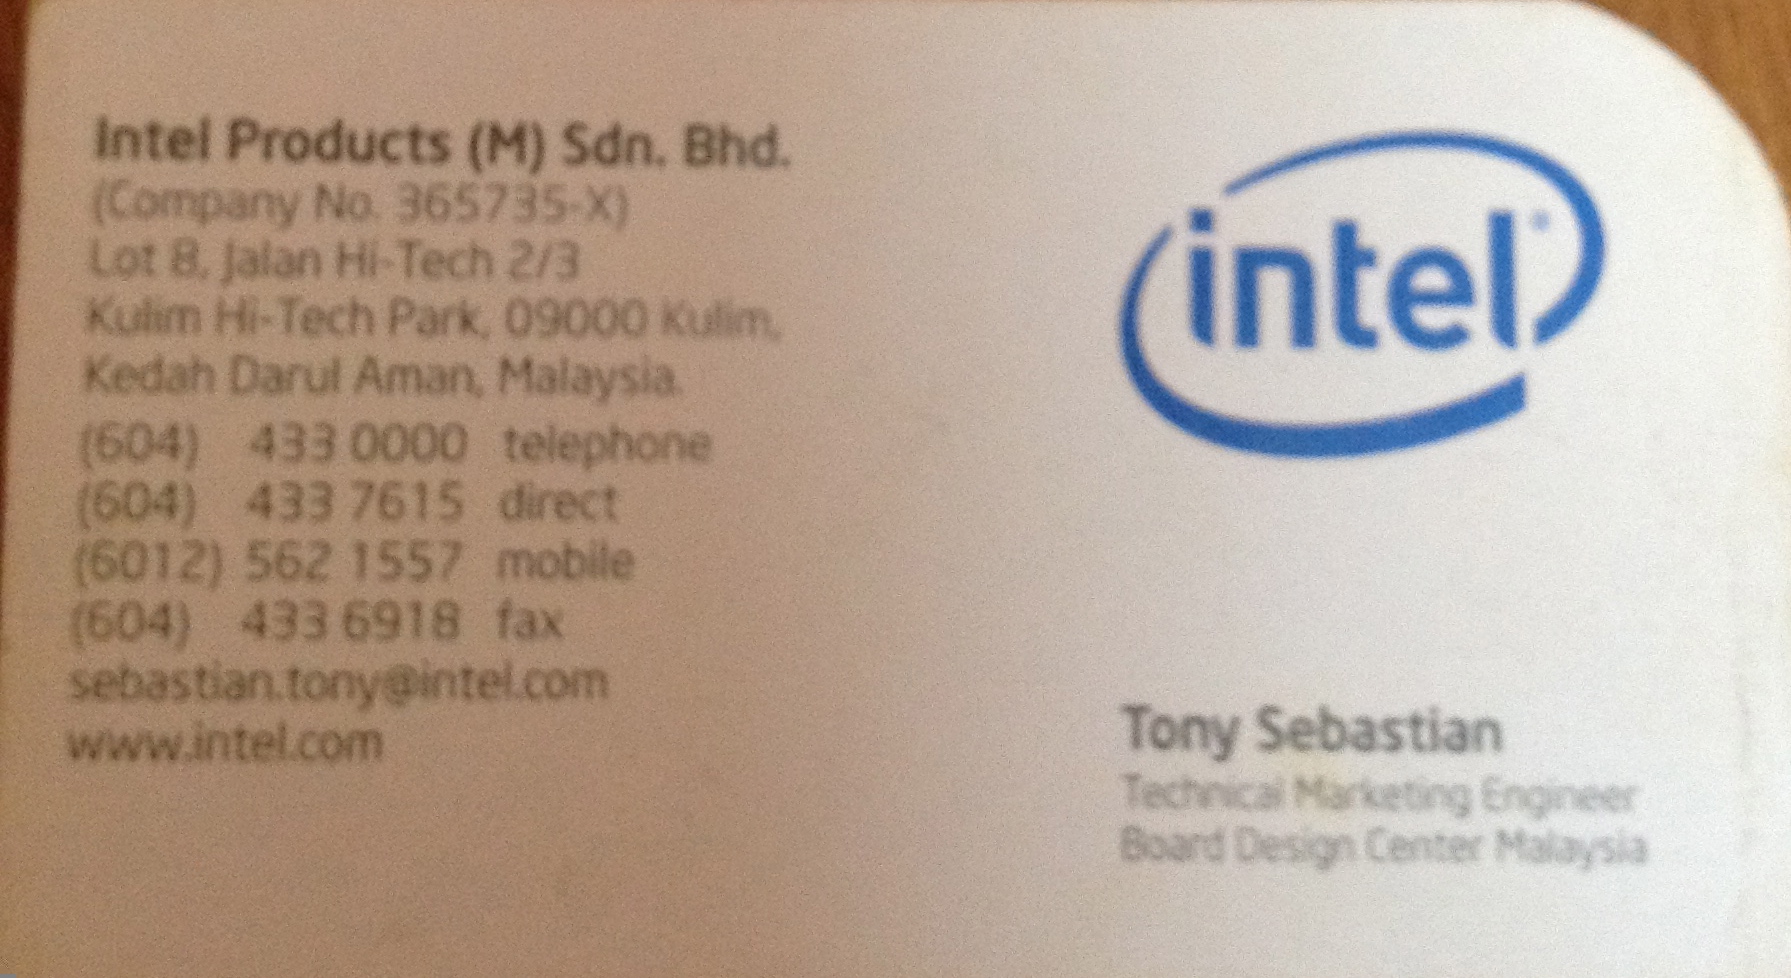 Intel Products (M) Sdn. Bhd.
(Company No. 365735-X)
Lot 8, Jalan Hi-Tech 2/3
Kulim Hi-Tech Park, 09000 Kulim,
Kedah Darul Aman, Malaysia.
(604) 433 0000 telephone
(604) 433 7615 direct
(6012) 562 1557 mobile
(604) 433 6918 fax
sebastian.tony@intel.com
www.intel.com
intel
Tony Sebastian
Technical Marketing Engineer
Board Design Center Malaysia